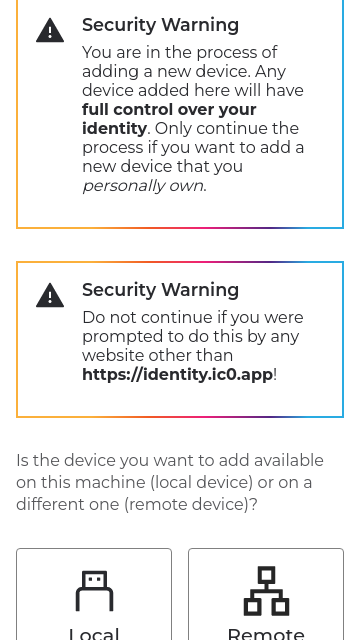 Security Warning
You are in the process of
adding a new device. Any
device added here will have
full control over your
identity. Only continue the
process if you want to add a
new device that you
personally own.
Security Warning
Do not continue if you were
prompted to do this by any
website other than
https://identity.ic0.app!
Is the device you want to add available
on this machine (local device) or on a
different one (remote device)?
Local
Remote